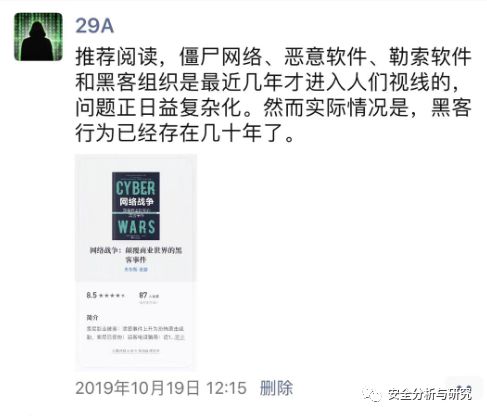 29A
推荐阅读，僵尸网络、恶意软件、勒索软件
和黑客组织是最近几年才进入人们视线的，
问题正日益复杂化。然而实际情况是，黑客
行为已经存在几十年了。
CYBER
网络战争
WARS
网络战争：颠覆商业世界的黑
客事件
8.5 ★★★★★
87
简介
2019年10月19日 12:15 删除
安全分析与研究